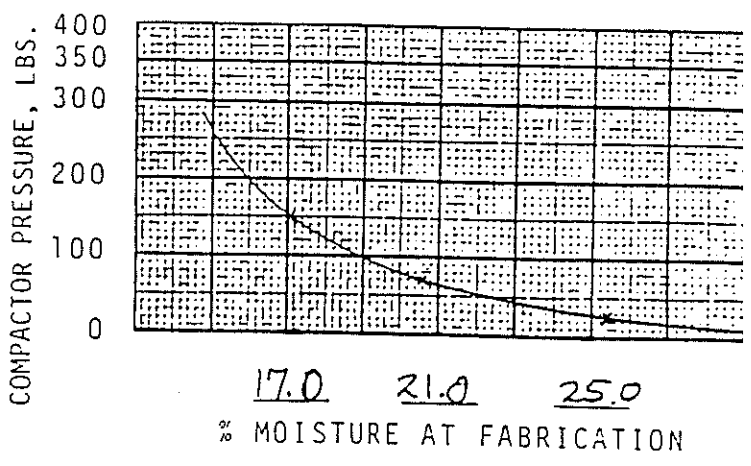 COMPACTOR PRESSURE, LBS.
400
350
300
200
100
0
17.0 21.0 25.0
% MOISTURE AT FABRICATION